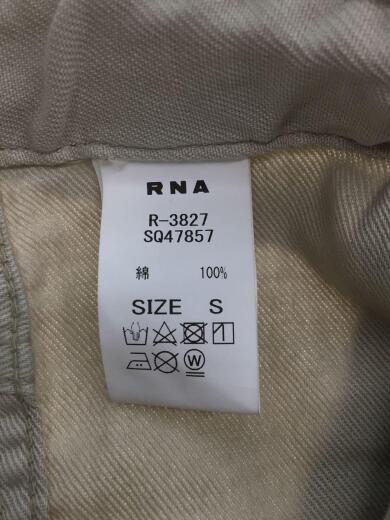 RNA
R-3827
SQ47857
綿 100%
SIZE S
W